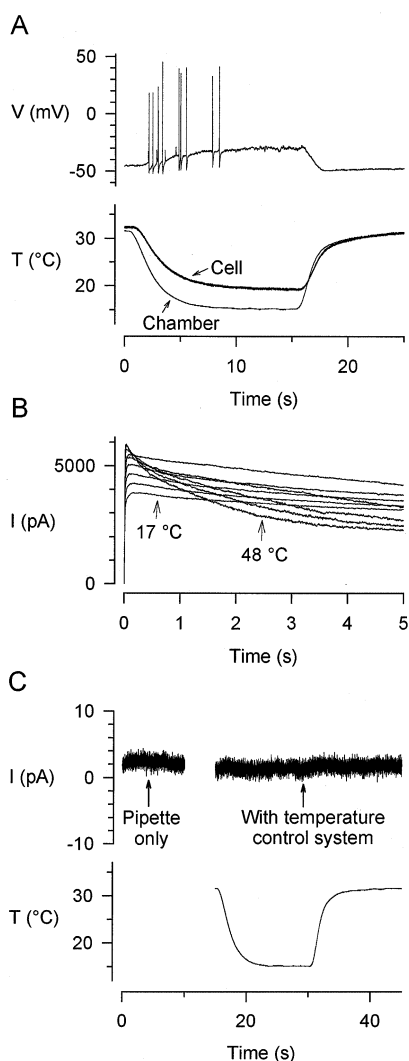 A
50
V (mV)
0
-50
30
T (°C)
Cell
20
Chamber
0
10
20
Time (s)
B
5000
I (pA)
17 °C
48 °C
0
0
1
2
3
4
5
Time (s)
C
10
I (pA)
0
Pipette
only
With temperature
control system
-10
30
T (°C)
20
0
20
40
Time (s)